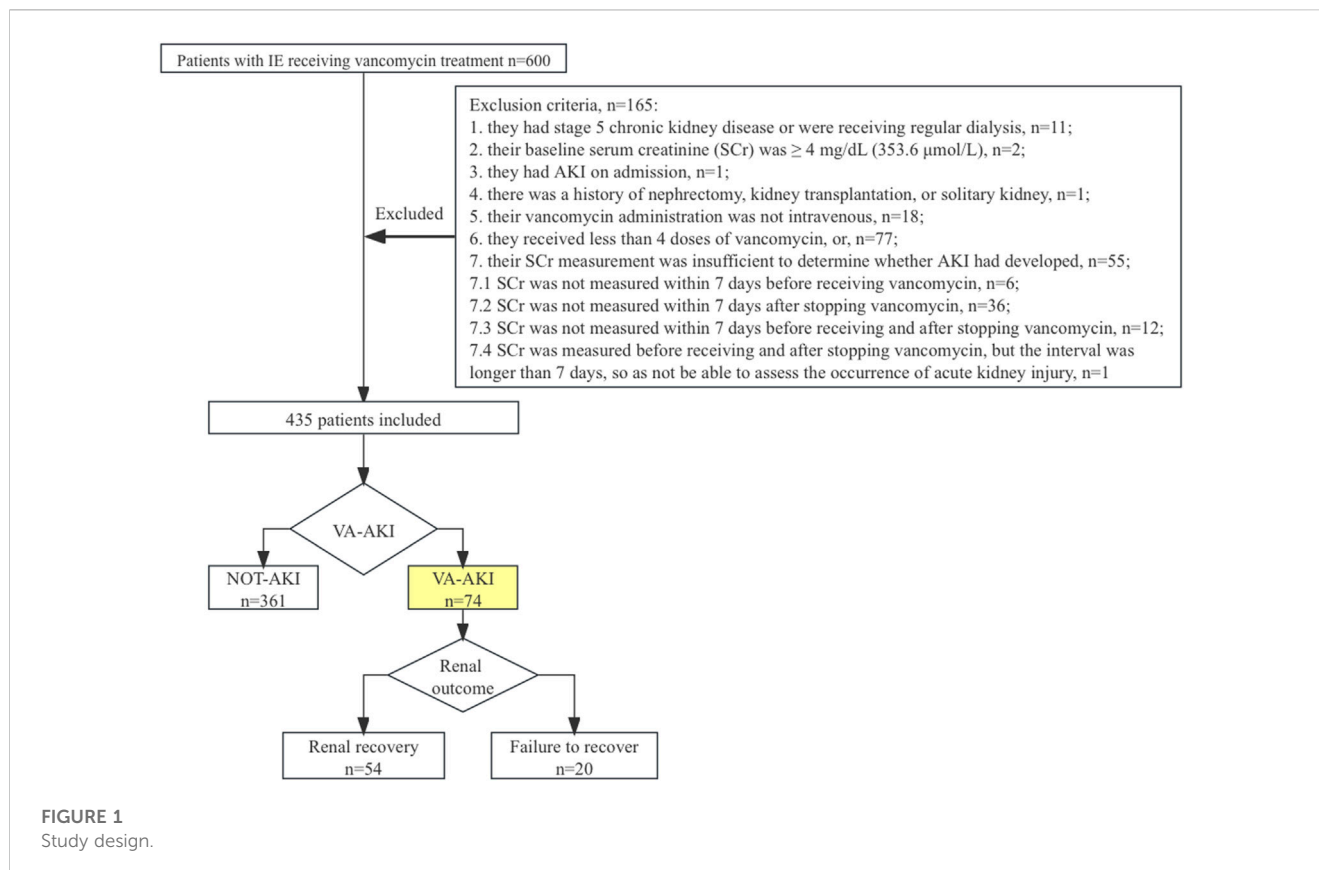 Patients with IE receiving vancomycin treatment n=600
Exclusion criteria, n=165:
1. they had stage 5 chronic kidney disease or were receiving regular dialysis, n=11;
2. their baseline serum creatinine (SCr) was ≥ 4 mg/dL (353.6 μmol/L), n=2;
3. they had AKI on admission, n=1;
4. there was a history of nephrectomy, kidney transplantation, or solitary kidney, n=1;
5. their vancomycin administration was not intravenous, n=18;
6. they received less than 4 doses of vancomycin, or, n=77;
7. their SCr measurement was insufficient to determine whether AKI had developed, n=55;
7.1 SCr was not measured within 7 days before receiving vancomycin, n=6;
7.2 SCr was not measured within 7 days after stopping vancomycin, n=36;
7.3 SCr was not measured within 7 days before receiving and after stopping vancomycin, n=12;
7.4 SCr was measured before receiving and after stopping vancomycin, but the interval was
longer than 7 days, so as not be able to assess the occurrence of acute kidney injury, n=1
Excluded
435 patients included
VA-AKI
NOT-AKI
n=361
VA-AKI
n=74
Renal
outcome
Renal recovery
n=54
Failure to recover
n=20
FIGURE 1
Study design.